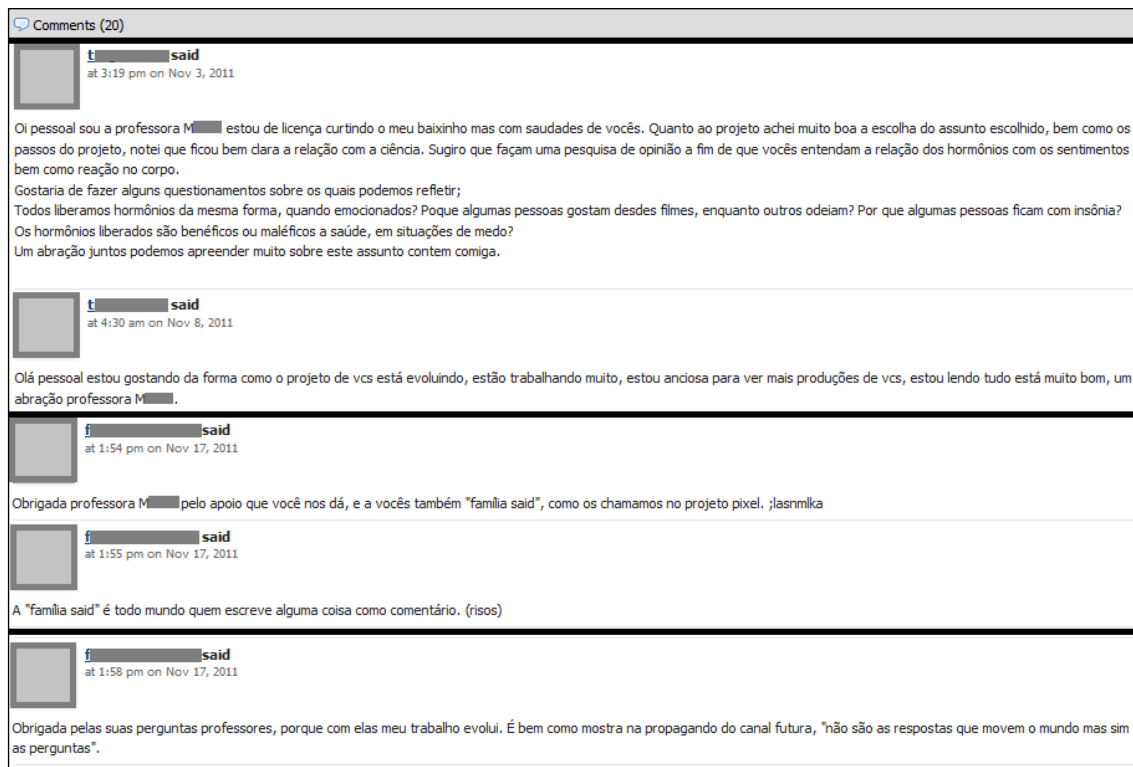 Comments (20)
t said
at 3:19 pm on Nov 3, 2011
Oi pessoal sou a professora M estou de licença curtindo o meu baixinho mas com saudades de vocês. Quanto ao projeto achei muito boa a escolha do assunto escolhido, bem como os
passos do projeto, notei que ficou bem clara a relação com a ciência. Sugiro que façam uma pesquisa de opinião a fim de que vocês entendam a relação dos hormônios com os sentimentos
bem como reação no corpo.
Gostaria de fazer alguns questionamentos sobre os quais podemos refletir;
Todos liberamos hormônios da mesma forma, quando emocionados? Poque algumas pessoas gostam desdes filmes, enquanto outros odeiam? Por que algumas pessoas ficam com insônia?
Os hormônios liberados são benéficos ou maléficos a saúde, em situações de medo?
Um abração juntos podemos apreender muito sobre este assunto contem comiga.
t said
at 4:30 am on Nov 8, 2011
Olá pessoal estou gostando da forma como o projeto de vcs está evoluindo, estão trabalhando muito, estou anciosa para ver mais produções de vcs, estou lendo tudo está muito bom, um
abração professora M.
f said
at 1:54 pm on Nov 17, 2011
Obrigada professora M pelo apoio que você nos dá, e a vocês também "família said", como os chamamos no projeto pixel. ;lasnmlka
f said
at 1:55 pm on Nov 17, 2011
A "família said" é todo mundo quem escreve alguma coisa como comentário. (risos)
f said
at 1:58 pm on Nov 17, 2011
Obrigada pelas suas perguntas professores, porque com elas meu trabalho evolui. É bem como mostra na propagando do canal futura, "não são as respostas que movem o mundo mas sim
as perguntas".